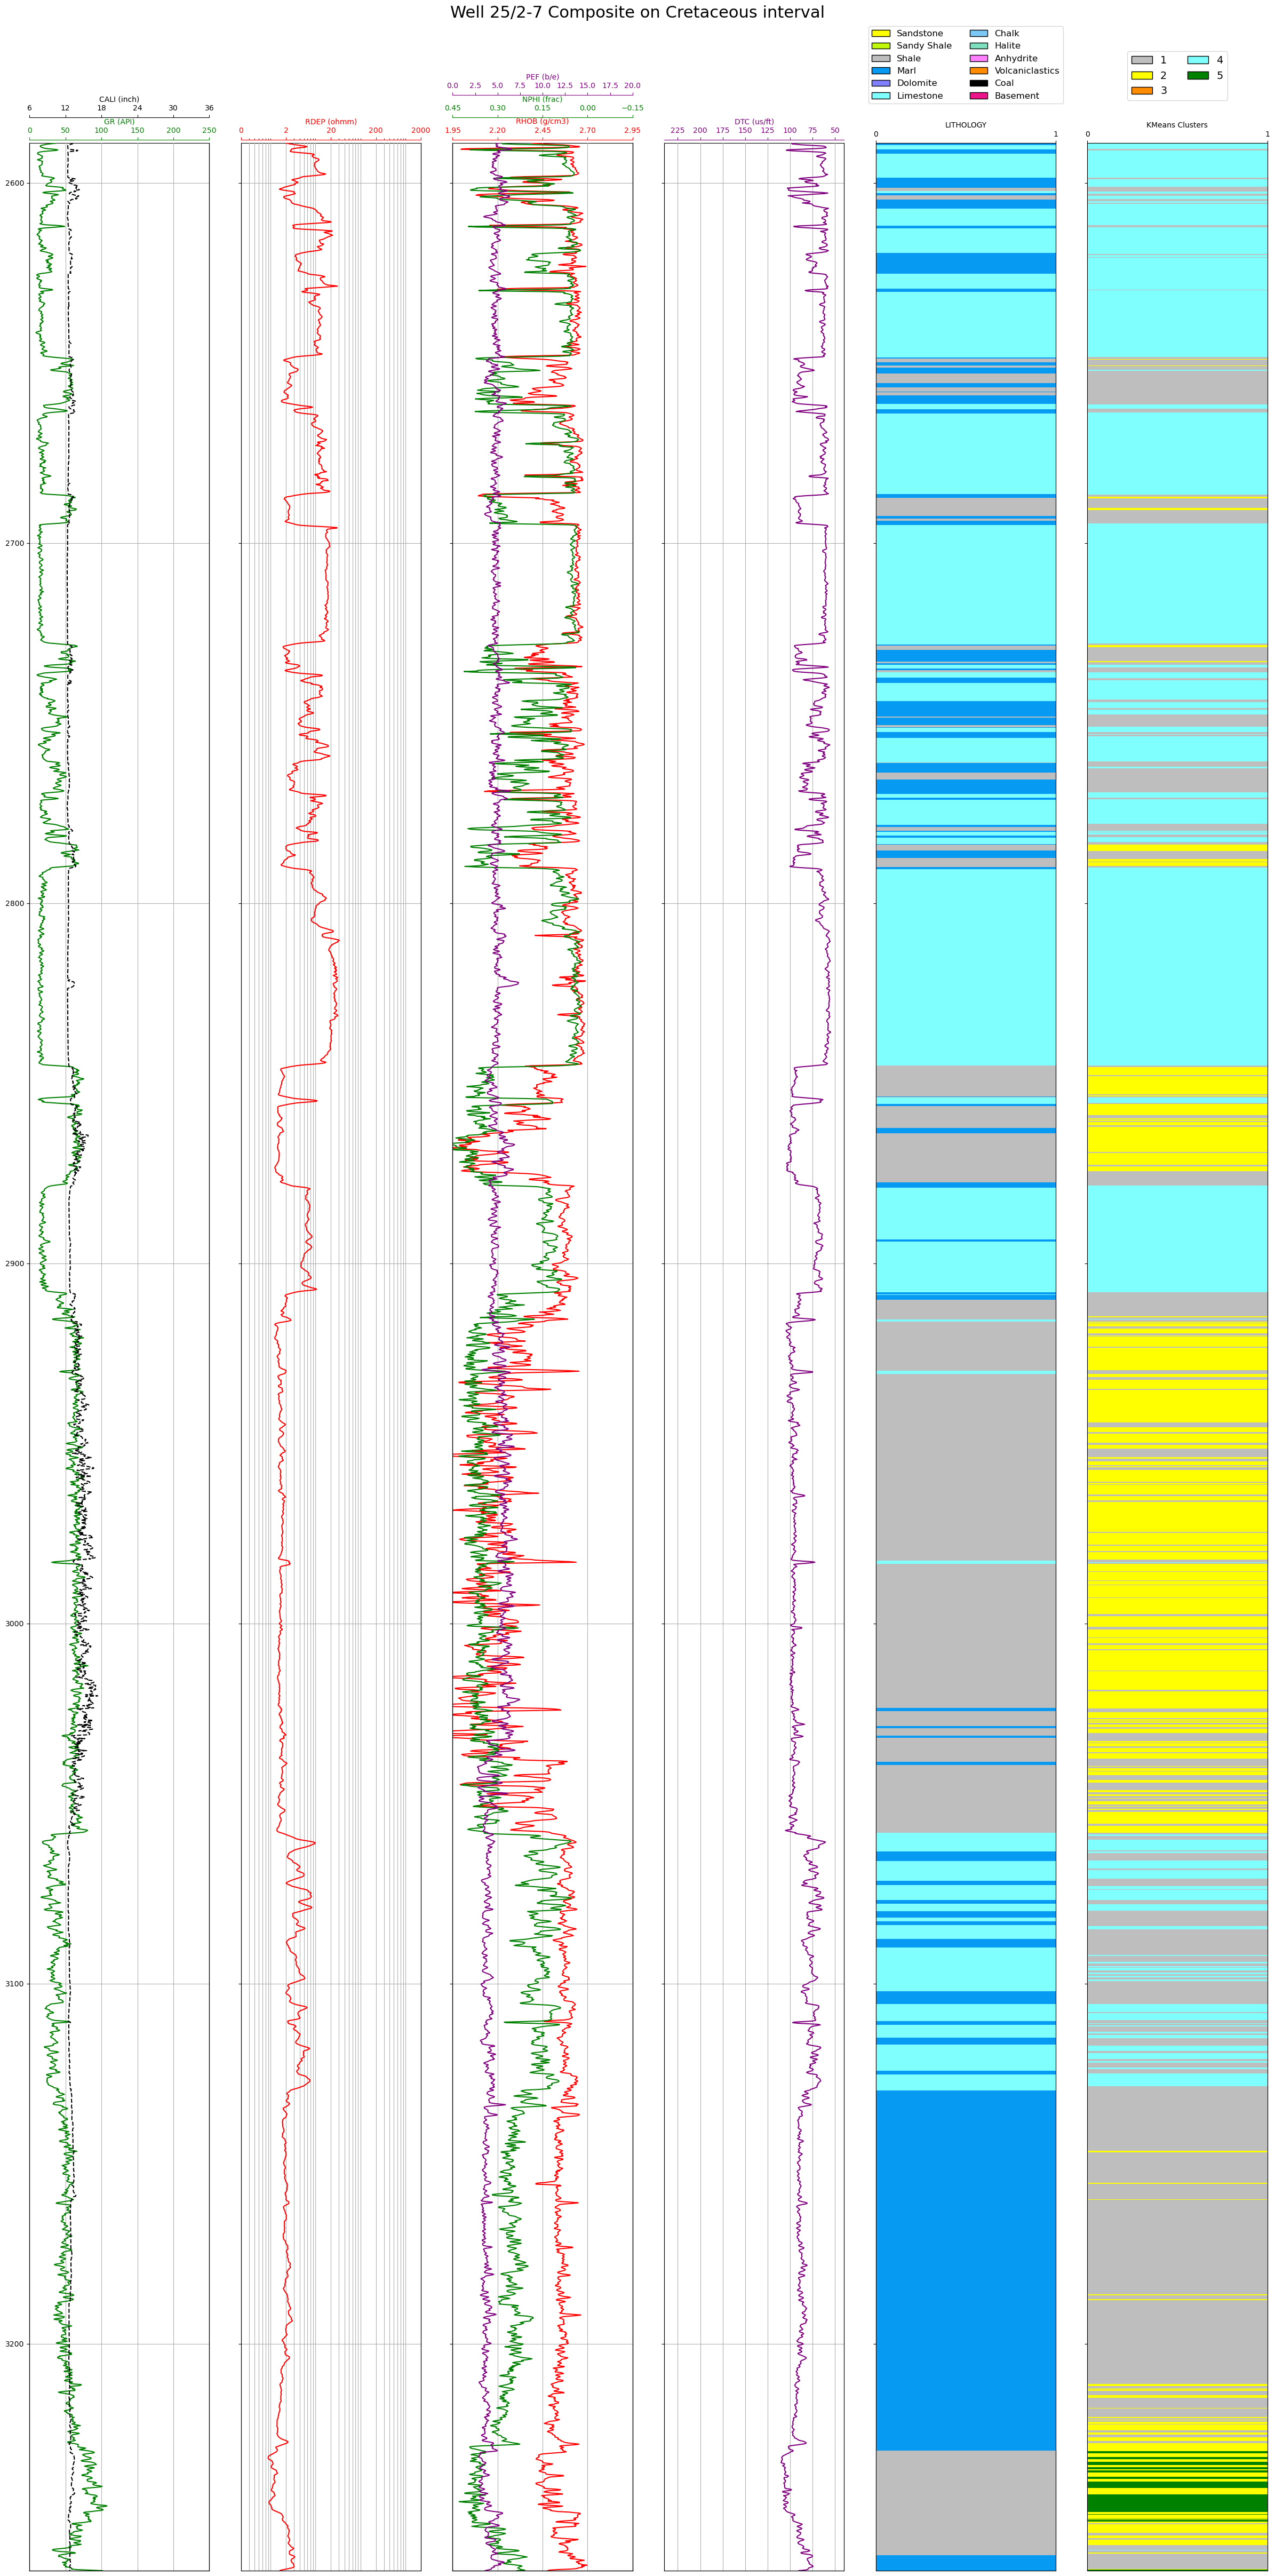 Well 25/2-7 Composite on Cretaceous interval
Sandstone Chalk
Sandy Shale Halite
Shale Anhydrite
Marl Volcaniclastics
Dolomite Coal
Limestone Basement
1 4
2 5
3
PEF (b/e)
0.0 2.5 5.0 7.5 10.0 12.5 15.0 17.5 20.0
CALI (inch) NPHI (frac)
6 12 18 24 30 36 0.45 0.30 0.15 0.00 −0.15
GR (API) RDEP (ohmm) RHOB (g/cm3) DTC (us/ft) LITHOLOGY KMeans Clusters
0 50 100 150 200 250 0 2 20 200 2000 1.95 2.20 2.45 2.70 2.95 225 200 175 150 125 100 75 50 0 1 0 1
2600
2700
2800
2900
3000
3100
3200